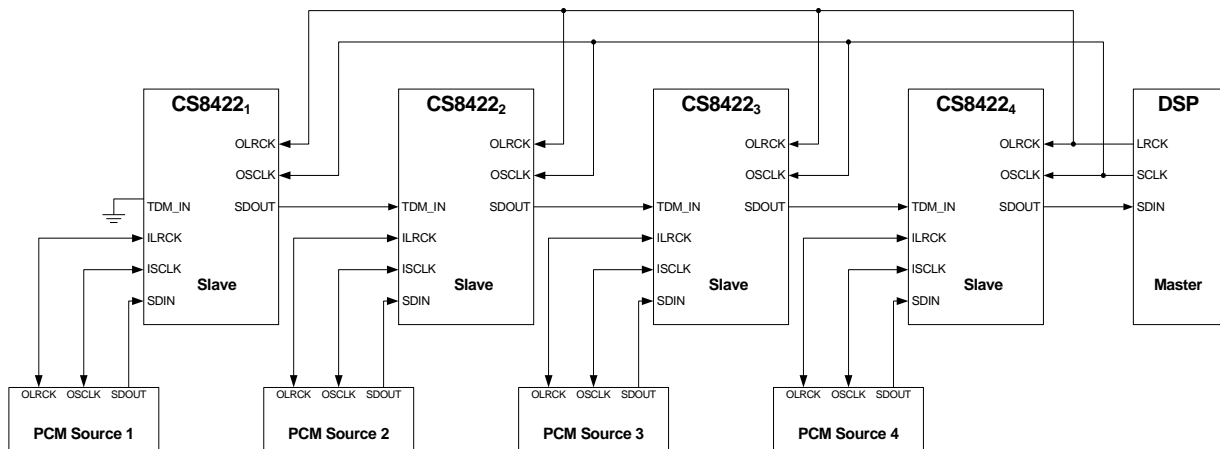 CS8422₁
OLRCK
OSCLK
TDM_IN
SDOUT
ILRCK
ISCLK
Slave
SDIN
CS8422₂
OLRCK
OSCLK
TDM_IN
SDOUT
ILRCK
ISCLK
Slave
SDIN
CS8422₃
OLRCK
OSCLK
TDM_IN
SDOUT
ILRCK
ISCLK
Slave
SDIN
CS8422₄
OLRCK
OSCLK
TDM_IN
SDOUT
ILRCK
ISCLK
Slave
SDIN
DSP
LRCK
SCLK
SDIN
Master
OLRCK OSCLK SDOUT
PCM Source 1
OLRCK OSCLK SDOUT
PCM Source 2
OLRCK OSCLK SDOUT
PCM Source 3
OLRCK OSCLK SDOUT
PCM Source 4